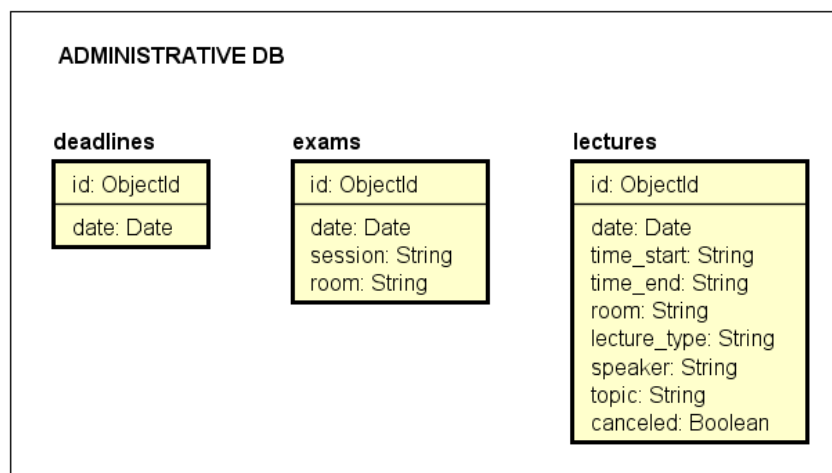 ADMINISTRATIVE DB
deadlines
id: ObjectId
date: Date
exams
id: ObjectId
date: Date
session: String
room: String
lectures
id: ObjectId
date: Date
time_start: String
time_end: String
room: String
lecture_type: String
speaker: String
topic: String
canceled: Boolean